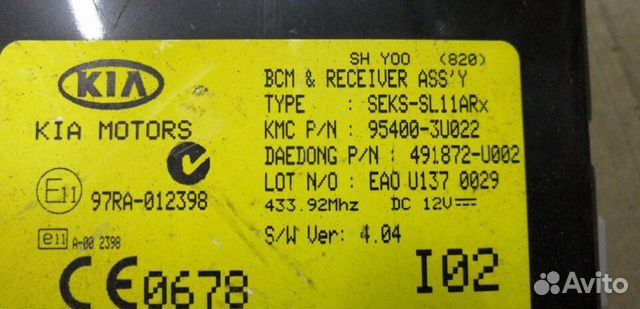 SH YOO (820)
KIA
BCM & RECEIVER ASS'Y
TYPE : SEKS-SL11ARx
KIA MOTORS
KMC P/N : 95400-3U022
DAEDONG P/N : 491872-U002
LOT N/O : EAO U137 0029
E11 97RA-012398
433.92Mhz DC 12V
e11 A-00 2398
S/W Ver: 4.04
CE0678
I02
Avito